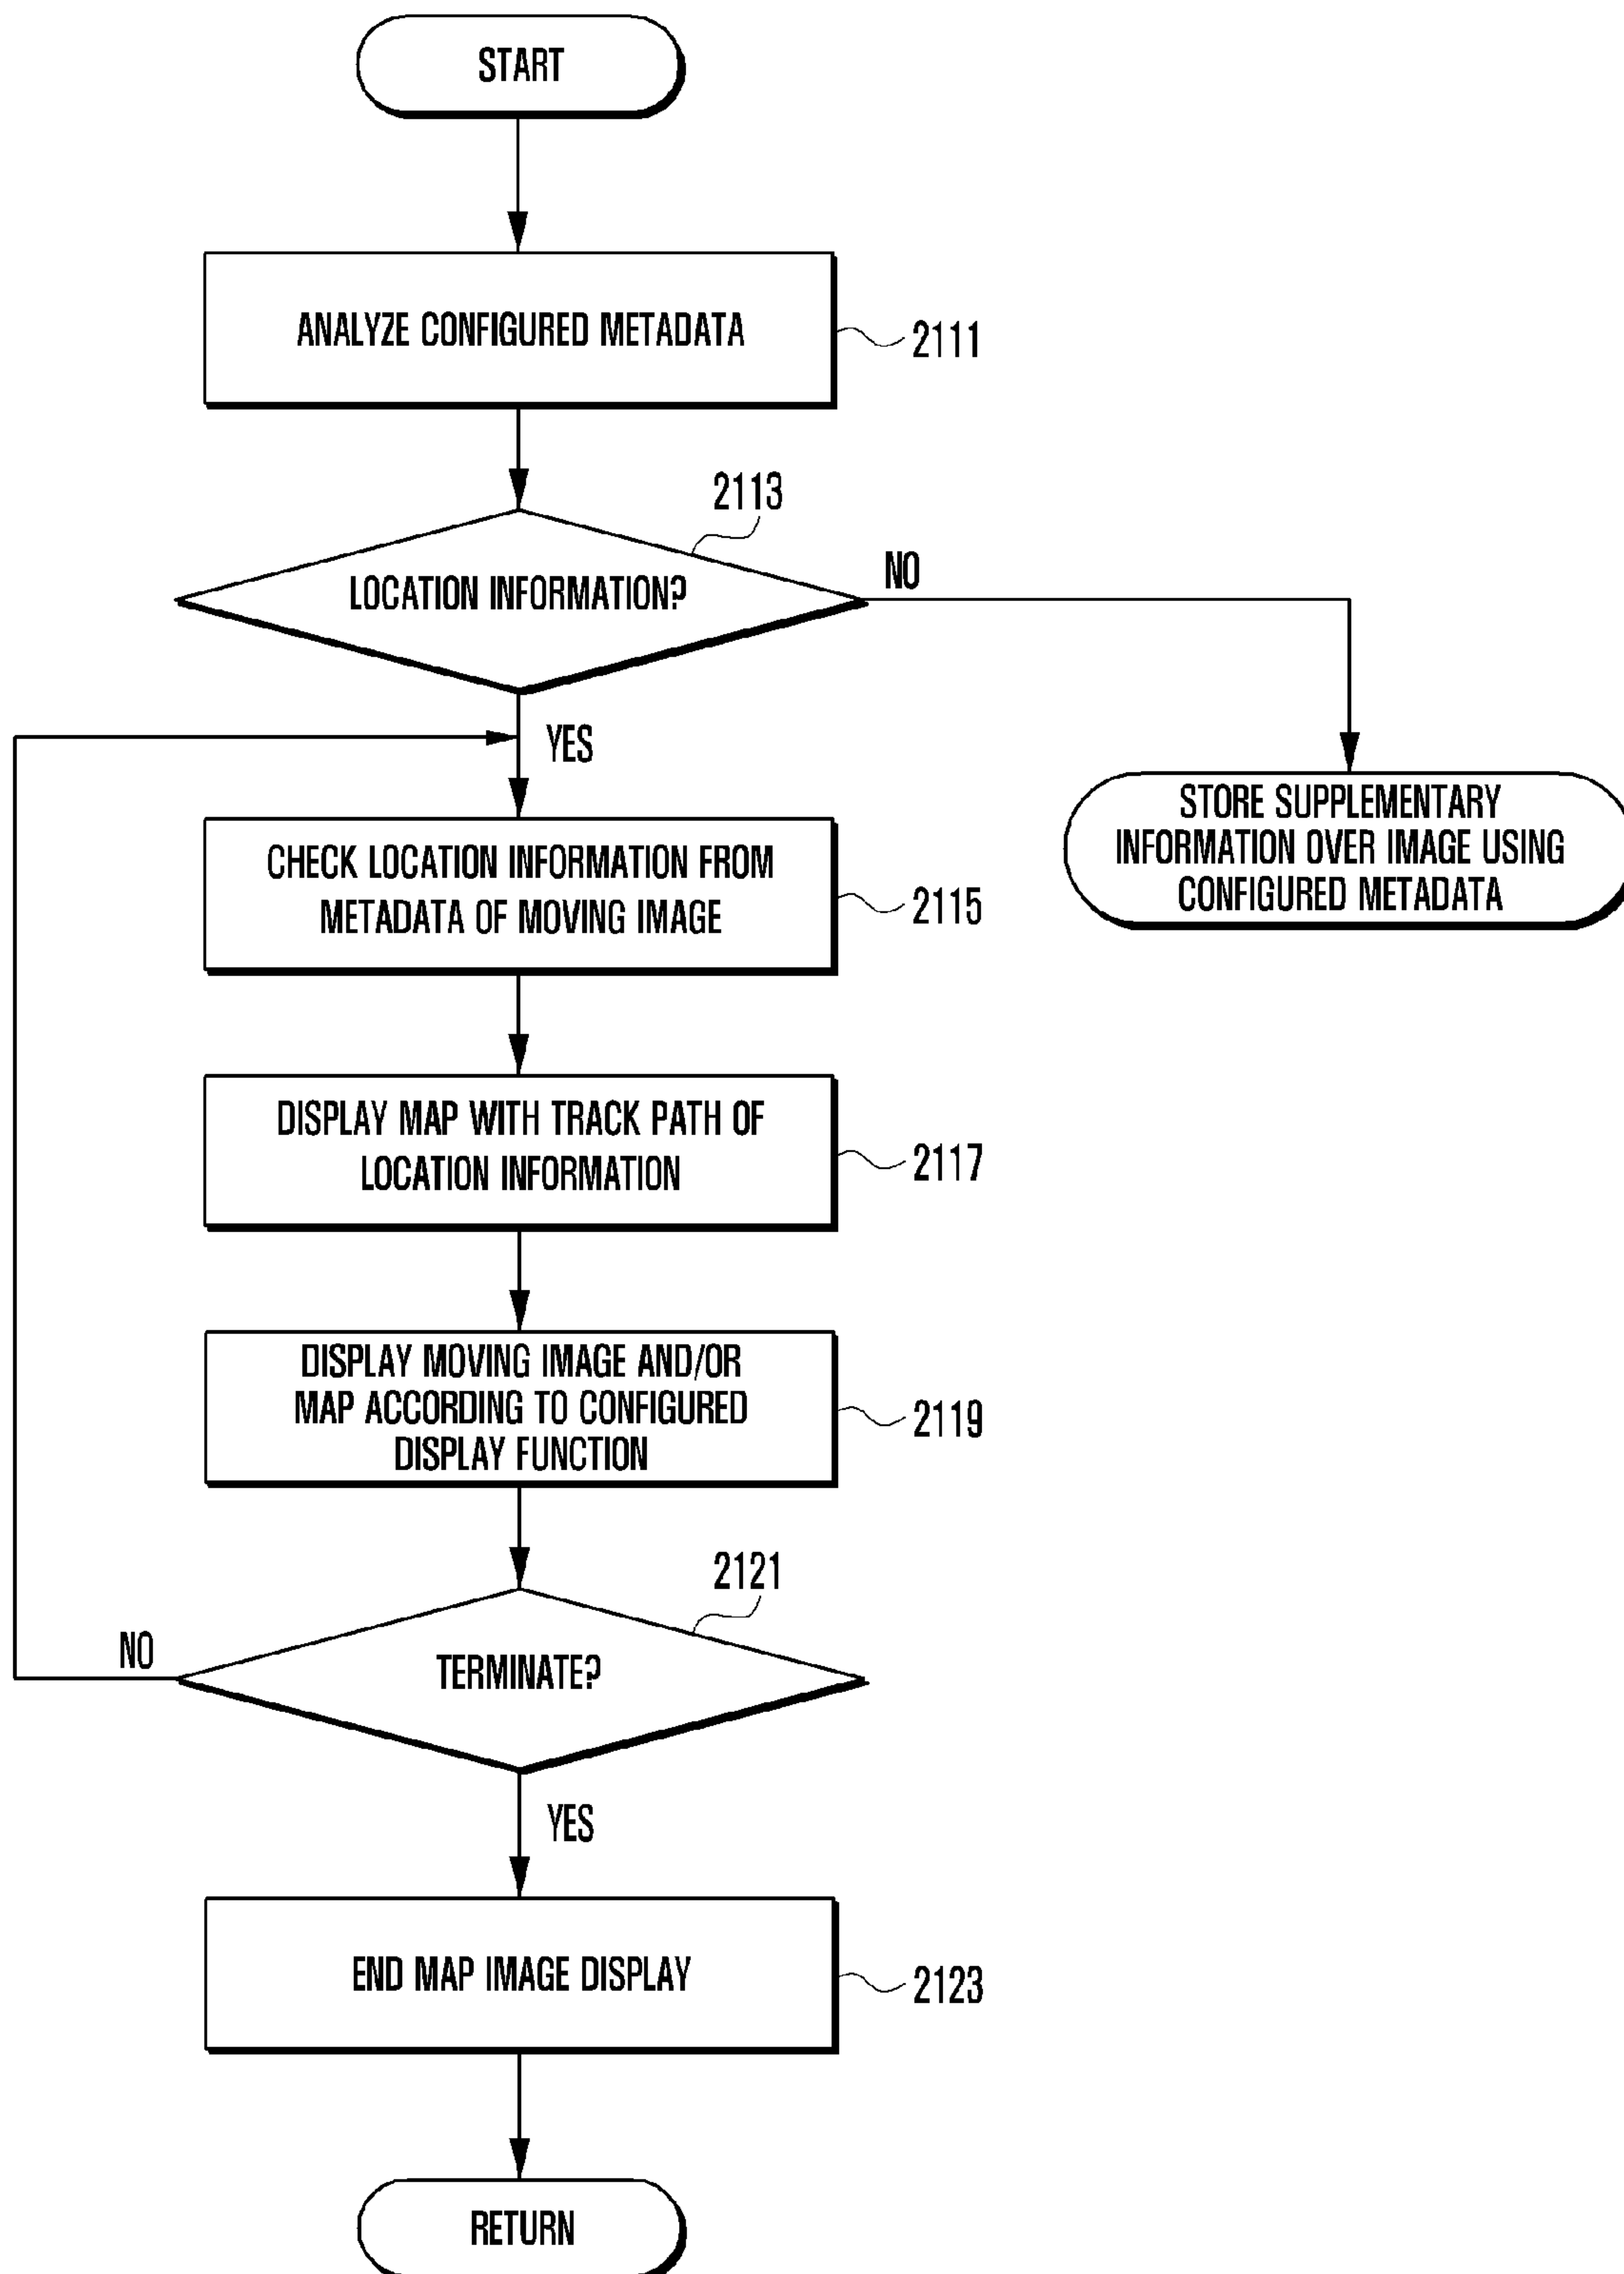 START
ANALYZE CONFIGURED METADATA
2111
2113
LOCATION INFORMATION?
NO
YES
STORE SUPPLEMENTARY
INFORMATION OVER IMAGE USING
CONFIGURED METADATA
CHECK LOCATION INFORMATION FROM
METADATA OF MOVING IMAGE
2115
DISPLAY MAP WITH TRACK PATH OF
LOCATION INFORMATION
2117
DISPLAY MOVING IMAGE AND/OR
MAP ACCORDING TO CONFIGURED
DISPLAY FUNCTION
2119
2121
NO
TERMINATE?
YES
END MAP IMAGE DISPLAY
2123
RETURN